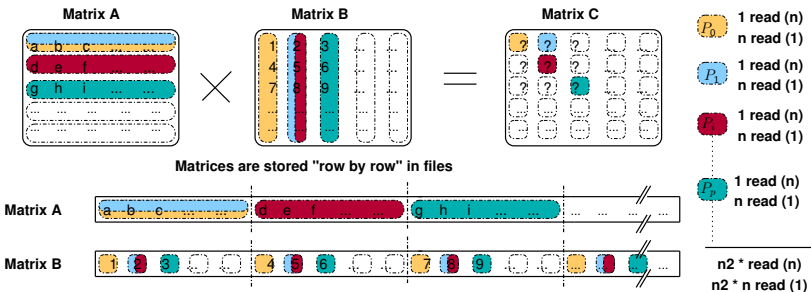 Matrix A Matrix B Matrix C
a b c ... ...
d e f ... ...
g h i ... ...
... ... ... ... ...
... ... ... ... ...
1 2 3 ... ...
4 5 6 ... ...
7 8 9 ... ...
... ... ... ... ...
... ... ... ... ...
? ? ? ... ...
... ? ? ... ...
? ? ? ... ...
... ... ... ... ...
... ... ... ... ...
P0 1 read (n)
n read (1)
P1 1 read (n)
n read (1)
1 read (n)
n read (1)
Pp 1 read (n)
n read (1)
n2 * read (n)
n2 * n read (1)
Matrices are stored "row by row" in files
Matrix A a b c ... ... d e f ... ... g h i ... ... ... ... ... ... ...
Matrix B 1 2 3 ... ... 4 5 6 ... ... 7 8 9 ... ... ... ... ... ...